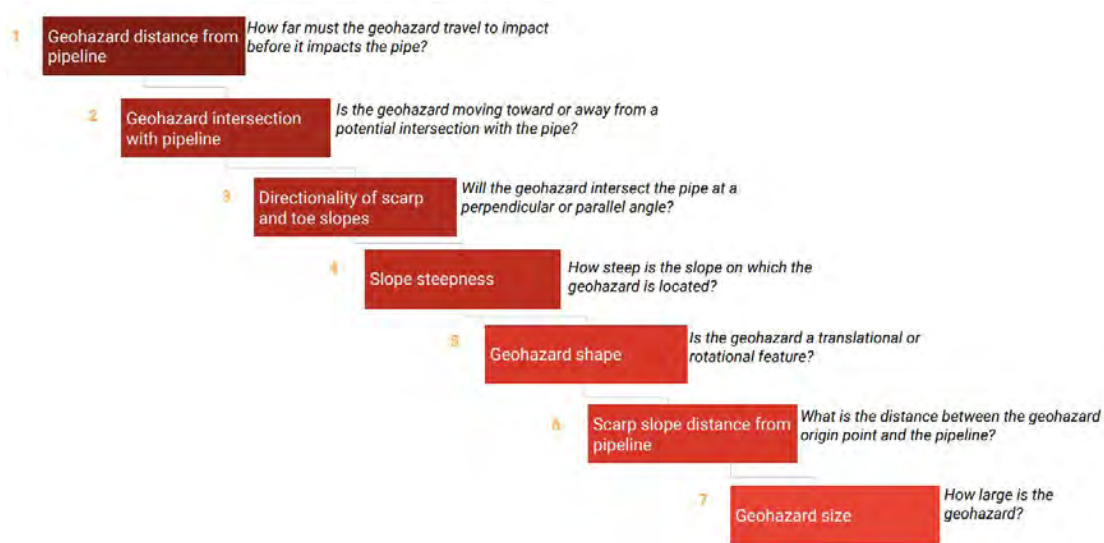 1
Geohazard distance from
pipeline
How far must the geohazard travel to impact
before it impacts the pipe?
2
Geohazard intersection
with pipeline
Is the geohazard moving toward or away from a
potential intersection with the pipe?
3
Directionality of scarp
and toe slopes
Will the geohazard intersect the pipe at a
perpendicular or parallel angle?
4
Slope steepness
How steep is the slope on which the
geohazard is located?
5
Geohazard shape
Is the geohazard a translational or
rotational feature?
6
Scarp slope distance from
pipeline
What is the distance between the geohazard
origin point and the pipeline?
7
Geohazard size
How large is the
geohazard?